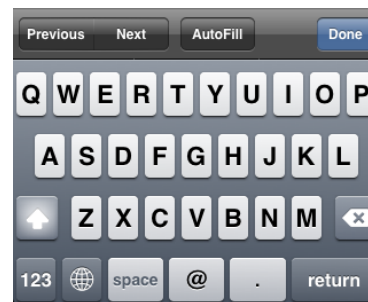 Previous Next AutoFill Done
Q W E R T Y U I O P
A S D F G H J K L
Z X C V B N M
123 space @ . return